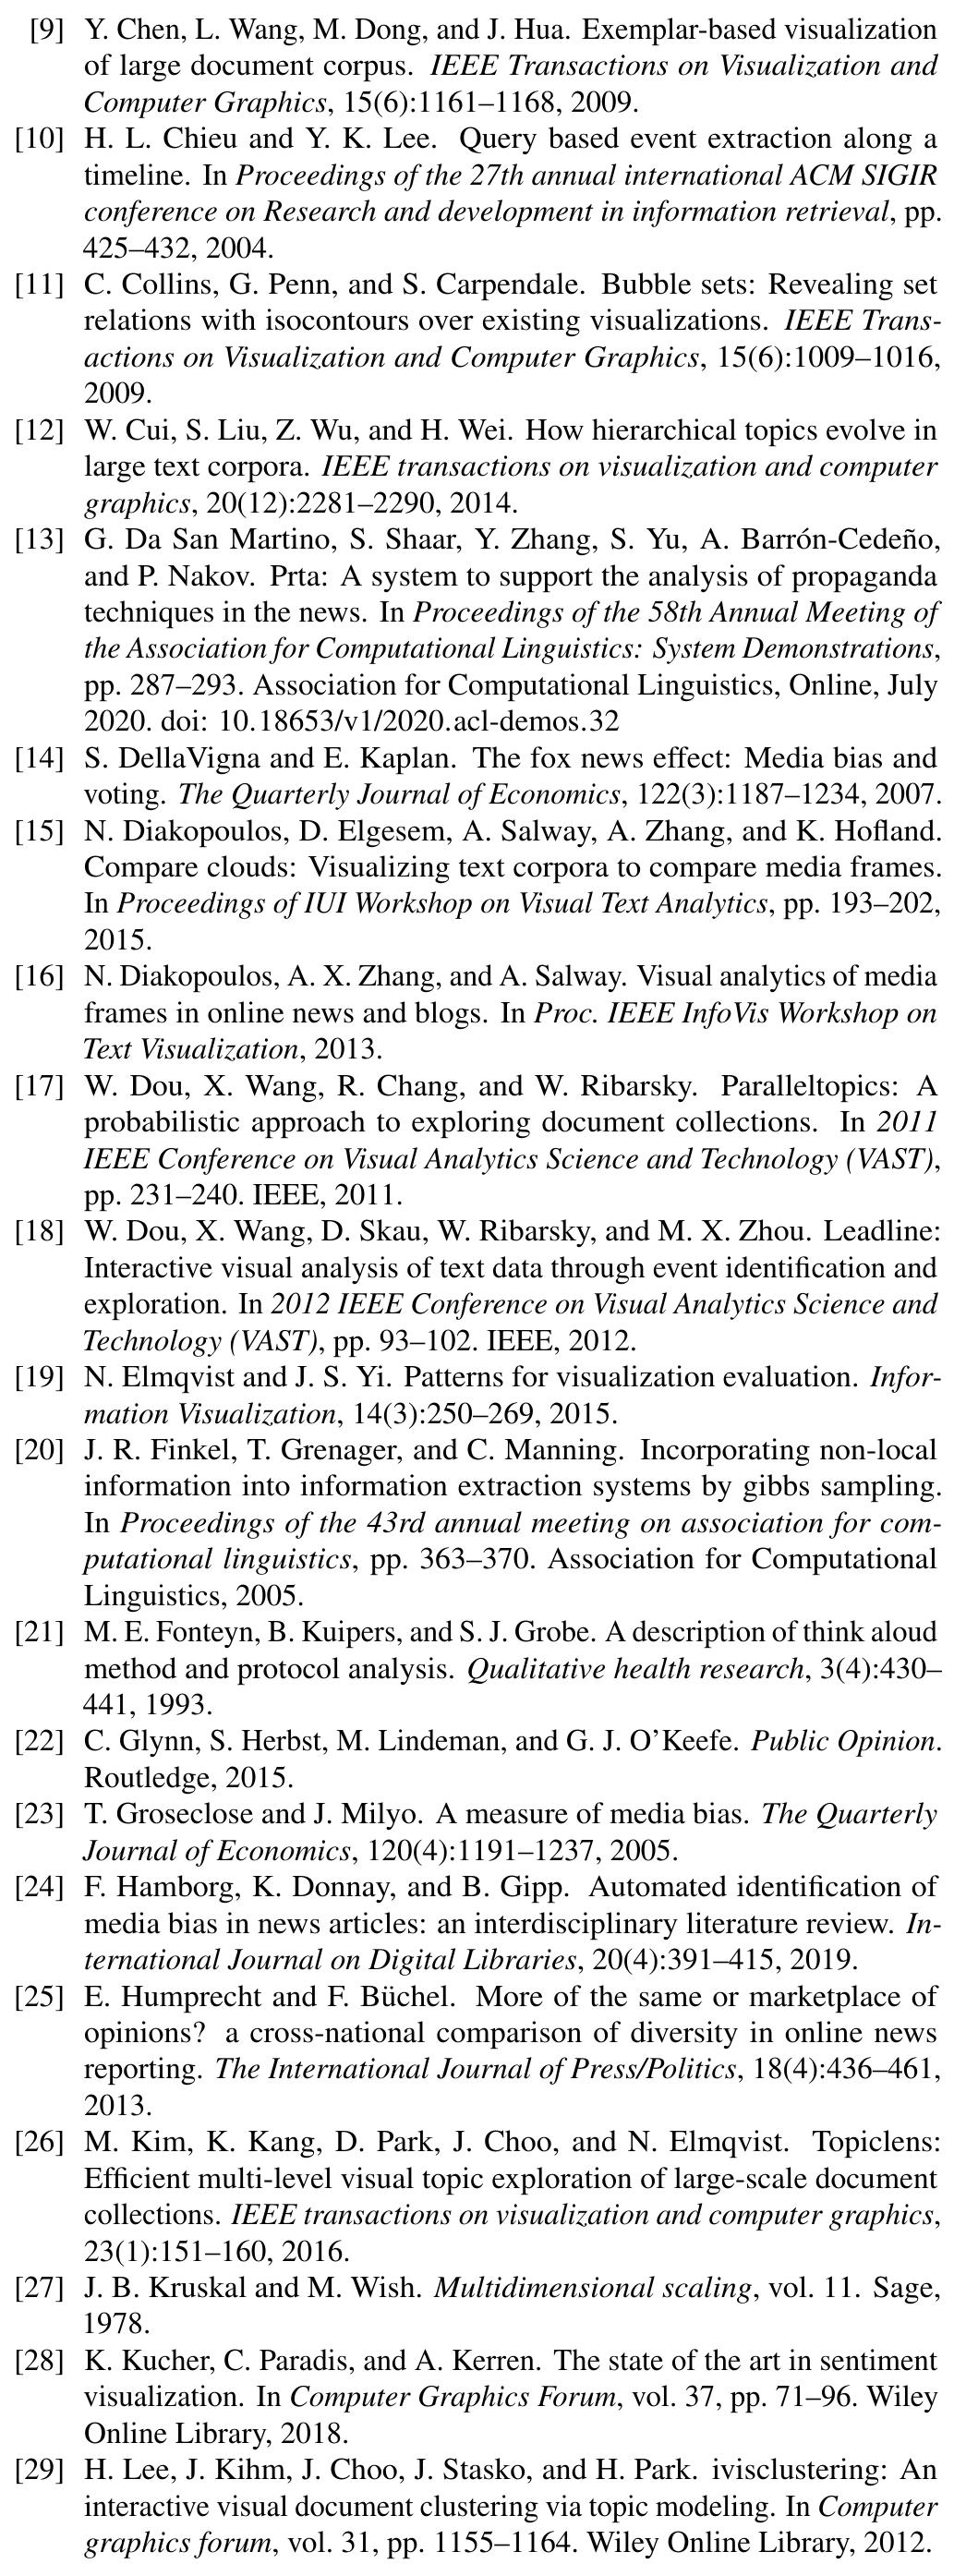 [9] Y. Chen, L. Wang, M. Dong, and J. Hua. Exemplar-based visualization
of large document corpus. IEEE Transactions on Visualization and
Computer Graphics, 15(6):1161–1168, 2009.
[10] H. L. Chieu and Y. K. Lee. Query based event extraction along a
timeline. In Proceedings of the 27th annual international ACM SIGIR
conference on Research and development in information retrieval, pp.
425–432, 2004.
[11] C. Collins, G. Penn, and S. Carpendale. Bubble sets: Revealing set
relations with isocontours over existing visualizations. IEEE Trans-
actions on Visualization and Computer Graphics, 15(6):1009–1016,
2009.
[12] W. Cui, S. Liu, Z. Wu, and H. Wei. How hierarchical topics evolve in
large text corpora. IEEE transactions on visualization and computer
graphics, 20(12):2281–2290, 2014.
[13] G. Da San Martino, S. Shaar, Y. Zhang, S. Yu, A. Barrón-Cedeño,
and P. Nakov. Prta: A system to support the analysis of propaganda
techniques in the news. In Proceedings of the 58th Annual Meeting of
the Association for Computational Linguistics: System Demonstrations,
pp. 287–293. Association for Computational Linguistics, Online, July
2020. doi: 10.18653/v1/2020.acl-demos.32
[14] S. DellaVigna and E. Kaplan. The fox news effect: Media bias and
voting. The Quarterly Journal of Economics, 122(3):1187–1234, 2007.
[15] N. Diakopoulos, D. Elgesem, A. Salway, A. Zhang, and K. Hofland.
Compare clouds: Visualizing text corpora to compare media frames.
In Proceedings of IUI Workshop on Visual Text Analytics, pp. 193–202,
2015.
[16] N. Diakopoulos, A. X. Zhang, and A. Salway. Visual analytics of media
frames in online news and blogs. In Proc. IEEE InfoVis Workshop on
Text Visualization, 2013.
[17] W. Dou, X. Wang, R. Chang, and W. Ribarsky. Paralleltopics: A
probabilistic approach to exploring document collections. In 2011
IEEE Conference on Visual Analytics Science and Technology (VAST),
pp. 231–240. IEEE, 2011.
[18] W. Dou, X. Wang, D. Skau, W. Ribarsky, and M. X. Zhou. Leadline:
Interactive visual analysis of text data through event identification and
exploration. In 2012 IEEE Conference on Visual Analytics Science and
Technology (VAST), pp. 93–102. IEEE, 2012.
[19] N. Elmqvist and J. S. Yi. Patterns for visualization evaluation. Infor-
mation Visualization, 14(3):250–269, 2015.
[20] J. R. Finkel, T. Grenager, and C. Manning. Incorporating non-local
information into information extraction systems by gibbs sampling.
In Proceedings of the 43rd annual meeting on association for com-
putational linguistics, pp. 363–370. Association for Computational
Linguistics, 2005.
[21] M. E. Fonteyn, B. Kuipers, and S. J. Grobe. A description of think aloud
method and protocol analysis. Qualitative health research, 3(4):430–
441, 1993.
[22] C. Glynn, S. Herbst, M. Lindeman, and G. J. O'Keefe. Public Opinion.
Routledge, 2015.
[23] T. Groseclose and J. Milyo. A measure of media bias. The Quarterly
Journal of Economics, 120(4):1191–1237, 2005.
[24] F. Hamborg, K. Donnay, and B. Gipp. Automated identification of
media bias in news articles: an interdisciplinary literature review. In-
ternational Journal on Digital Libraries, 20(4):391–415, 2019.
[25] E. Humprecht and F. Büchel. More of the same or marketplace of
opinions? a cross-national comparison of diversity in online news
reporting. The International Journal of Press/Politics, 18(4):436–461,
2013.
[26] M. Kim, K. Kang, D. Park, J. Choo, and N. Elmqvist. Topiclens:
Efficient multi-level visual topic exploration of large-scale document
collections. IEEE transactions on visualization and computer graphics,
23(1):151–160, 2016.
[27] J. B. Kruskal and M. Wish. Multidimensional scaling, vol. 11. Sage,
1978.
[28] K. Kucher, C. Paradis, and A. Kerren. The state of the art in sentiment
visualization. In Computer Graphics Forum, vol. 37, pp. 71–96. Wiley
Online Library, 2018.
[29] H. Lee, J. Kihm, J. Choo, J. Stasko, and H. Park. ivisclustering: An
interactive visual document clustering via topic modeling. In Computer
graphics forum, vol. 31, pp. 1155–1164. Wiley Online Library, 2012.